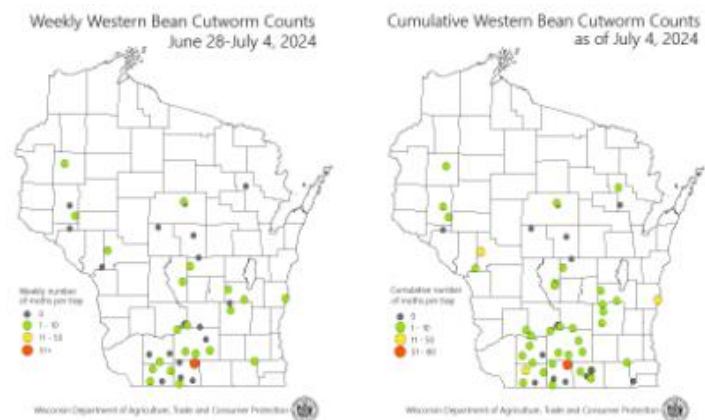 Weekly Western Bean Cutworm Counts
June 28-July 4, 2024
Weekly number
of moths per trap
0
1 - 10
11 - 50
51+
Wisconsin Department of Agriculture, Trade and Consumer Protection
Cumulative Western Bean Cutworm Counts
as of July 4, 2024
Cumulative number
of moths per trap
0
1 - 10
11 - 50
51 - 80
Wisconsin Department of Agriculture, Trade and Consumer Protection